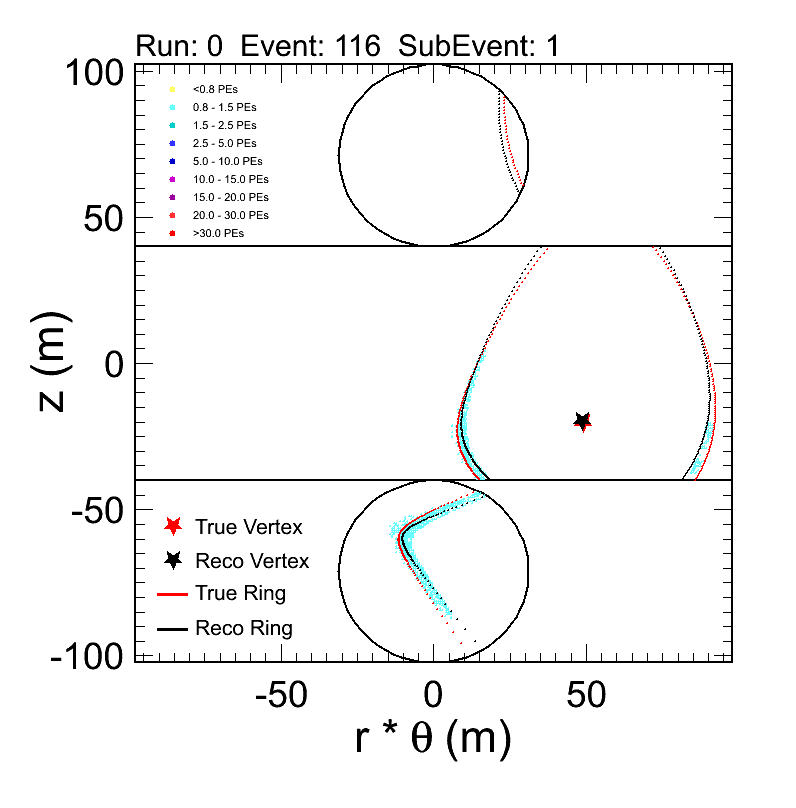 Run: 0  Event: 116  SubEvent: 1
100
<0.8 PEs
0.8 - 1.5 PEs
1.5 - 2.5 PEs
2.5 - 5.0 PEs
5.0 - 10.0 PEs
10.0 - 15.0 PEs
15.0 - 20.0 PEs
20.0 - 30.0 PEs
>30.0 PEs
50
z (m)
0
-50
True Vertex
Reco Vertex
True Ring
Reco Ring
-100
-50 0 50
r * θ (m)